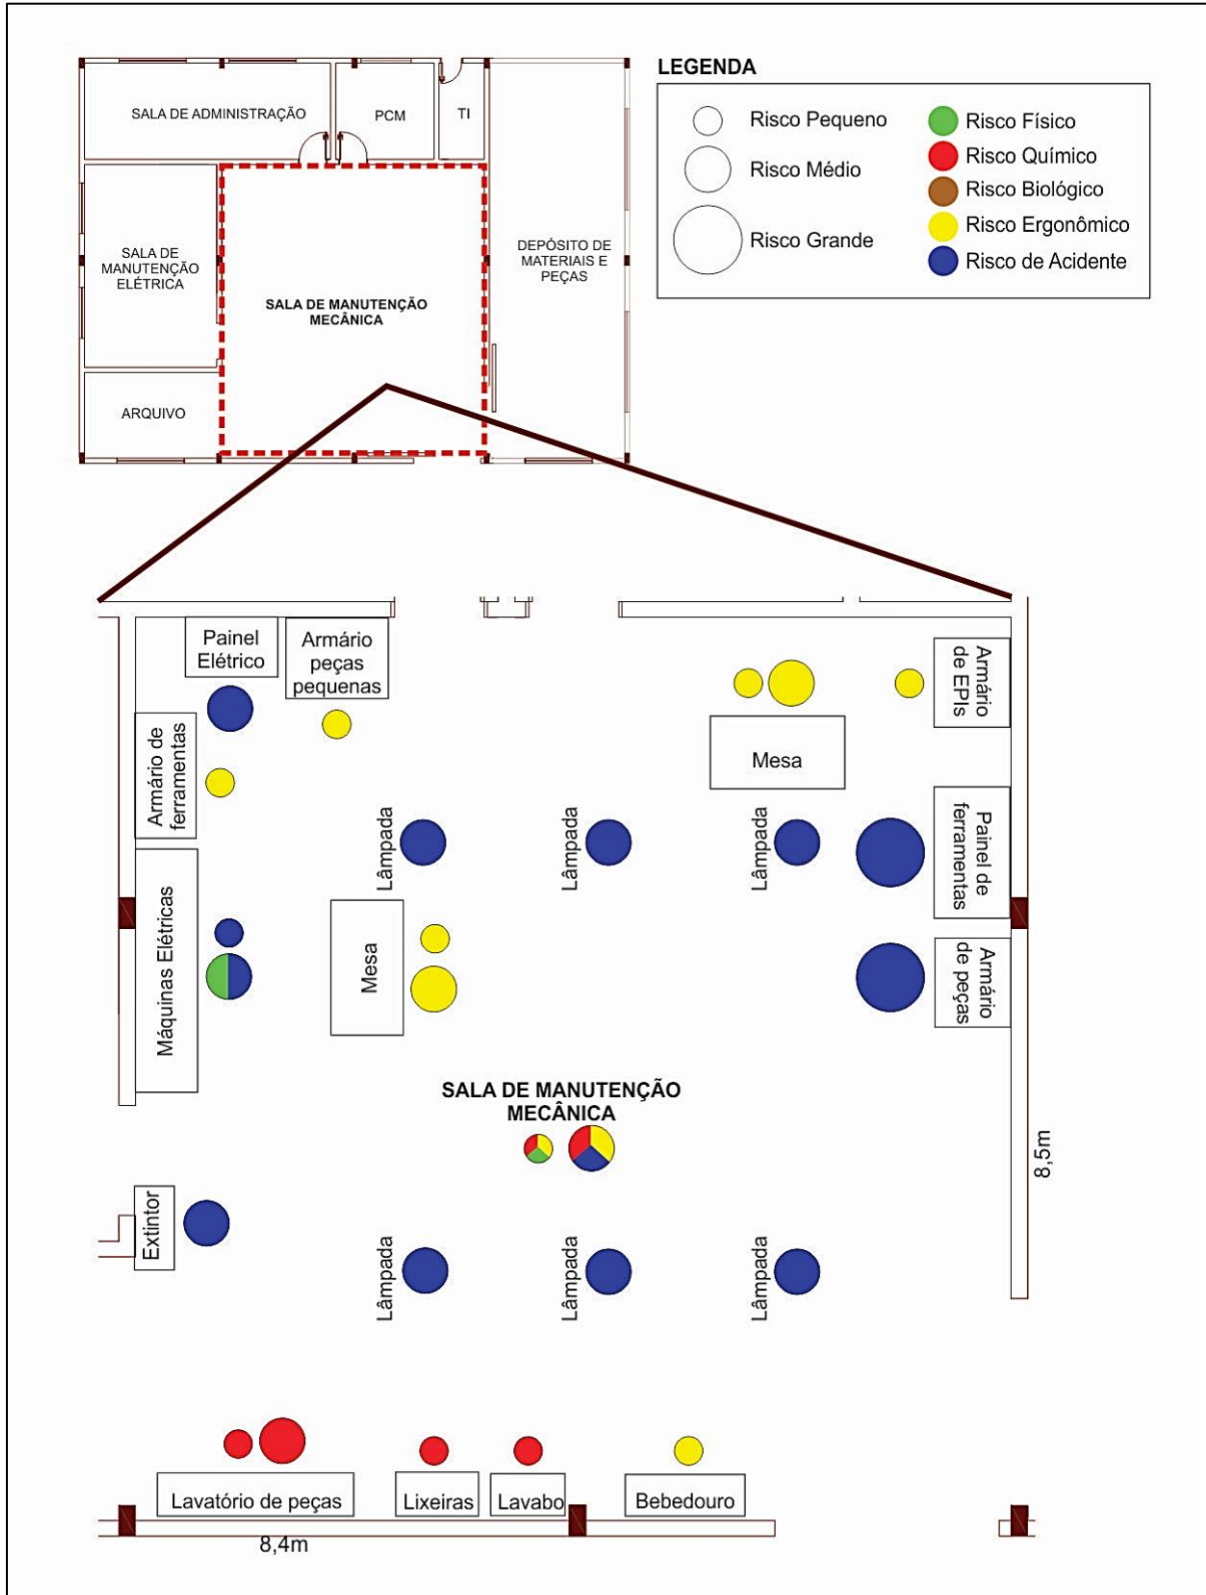 LEGENDA
Risco Pequeno
Risco Médio
Risco Grande
Risco Físico
Risco Químico
Risco Biológico
Risco Ergonômico
Risco de Acidente
SALA DE ADMINISTRAÇÃO
PCM
TI
SALA DE
MANUTENÇÃO
ELÉTRICA
SALA DE MANUTENÇÃO
MECÂNICA
DEPÓSITO DE
MATERIAIS E
PEÇAS
ARQUIVO
Painel
Elétrico
Armário
peças
pequenas
Armário
de EPIs
Armário de
ferramentas
Mesa
Lâmpada
Lâmpada
Lâmpada
Painel de
ferramentas
Máquinas Elétricas
Mesa
Armário
de peças
SALA DE MANUTENÇÃO
MECÂNICA
8,5m
Extintor
Lâmpada
Lâmpada
Lâmpada
Lavatório de peças
Lixeiras
Lavabo
Bebedouro
8,4m